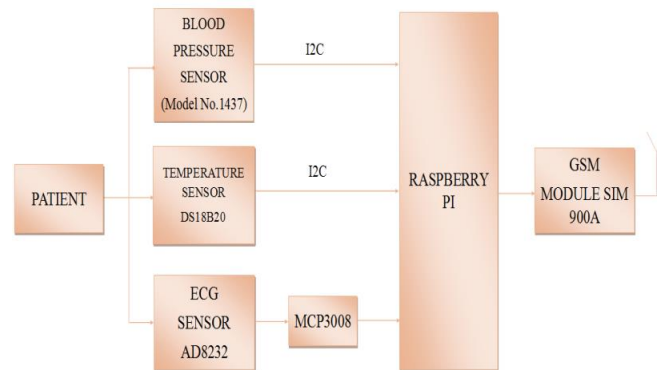 PATIENT
BLOOD
PRESSURE
SENSOR
(Model No.1437)
I2C
TEMPERATURE
SENSOR
DS18B20
I2C
ECG
SENSOR
AD8232
MCP3008
RASPBERRY
PI
GSM
MODULE SIM
900A